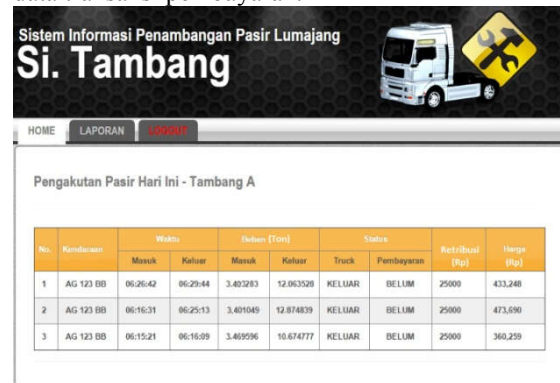 Sistem Informasi Penambangan Pasir Lumajang
Si. Tambang
HOME LAPORAN LOGOUT
Pengakutan Pasir Hari Ini - Tambang A
No. Kendaraan Waktu Beban (Ton) Status Retribusi (Rp) Harga (Rp)
Masuk Keluar Masuk Keluar Truck Pembayaran
1 AG 123 BB 06:26:42 06:29:44 3.403283 12.063528 KELUAR BELUM 25000 433,248
2 AG 123 BB 06:16:31 06:25:13 3,401049 12.874839 KELUAR BELUM 25000 473,690
3 AG 123 BB 06:15:21 06:16:09 3.469596 10.674777 KELUAR BELUM 25000 360,259